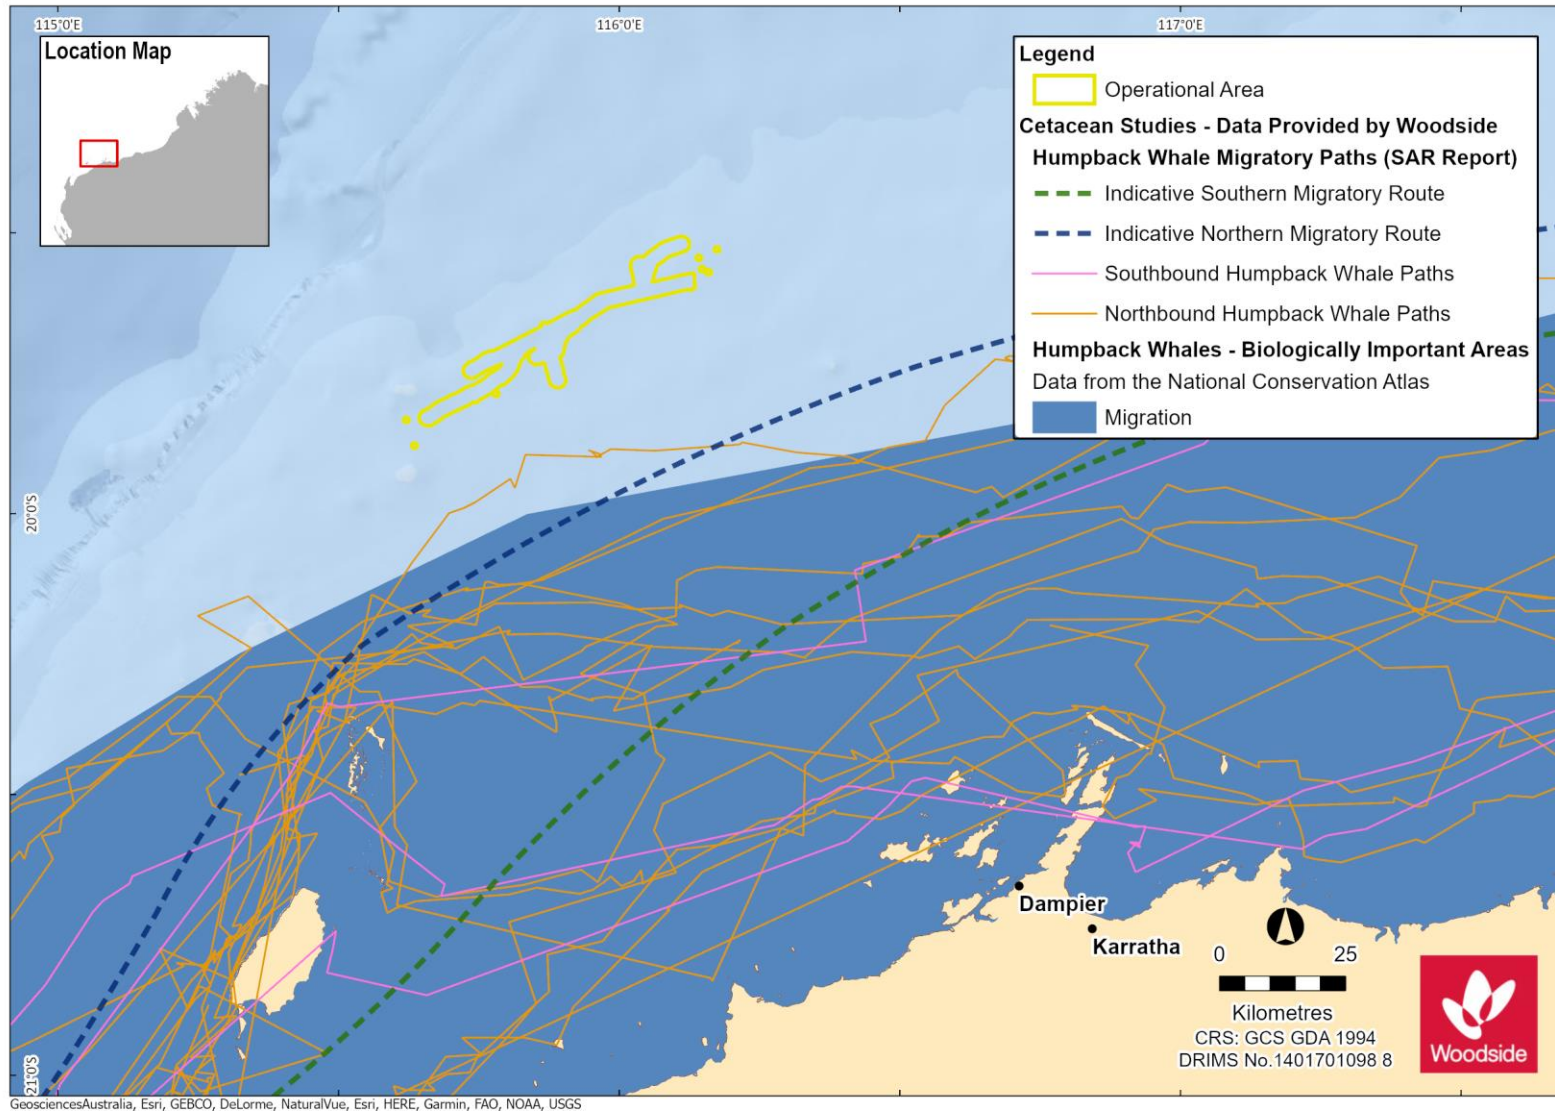 115°0'E
116°0'E
117°0'E
Location Map
Legend
Operational Area
Cetacean Studies - Data Provided by Woodside
Humpback Whale Migratory Paths (SAR Report)
Indicative Southern Migratory Route
Indicative Northern Migratory Route
Southbound Humpback Whale Paths
Northbound Humpback Whale Paths
Humpback Whales - Biologically Important Areas
Data from the National Conservation Atlas
Migration
20°0'S
Dampier
Karratha
0 25
Kilometres
CRS: GCS GDA 1994
DRIMS No.1401701098 8
Woodside
21°0'S
GeosciencesAustralia, Esri, GEBCO, DeLorme, NaturalVue, Esri, HERE, Garmin, FAO, NOAA, USGS